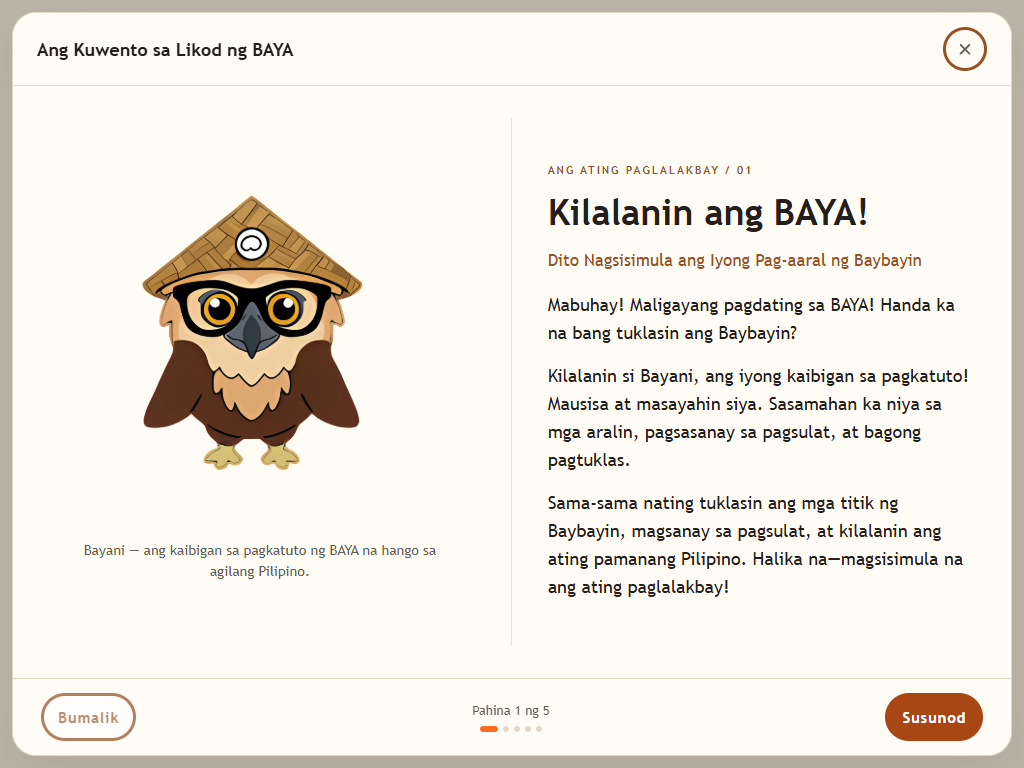 Ang Kuwento sa Likod ng BAYA
ANG ATING PAGLALAKBAY / 01
Kilalanin ang BAYA!
Dito Nagsisimula ang Iyong Pag-aaral ng Baybayin
Mabuhay! Maligayang pagdating sa BAYA! Handa ka
na bang tuklasin ang Baybayin?
Kilalanin si Bayani, ang iyong kaibigan sa pagkatuto!
Mausisa at masayahin siya. Sasamahan ka niya sa
mga aralin, pagsasanay sa pagsulat, at bagong
pagtuklas.
Sama-sama nating tuklasin ang mga titik ng
Baybayin, magsanay sa pagsulat, at kilalanin ang
ating pamanang Pilipino. Halika na—magsisimula na
ang ating paglalakbay!
Bayani — ang kaibigan sa pagkatuto ng BAYA na hango sa
agilang Pilipino.
Bumalik
Pahina 1 ng 5
Susunod